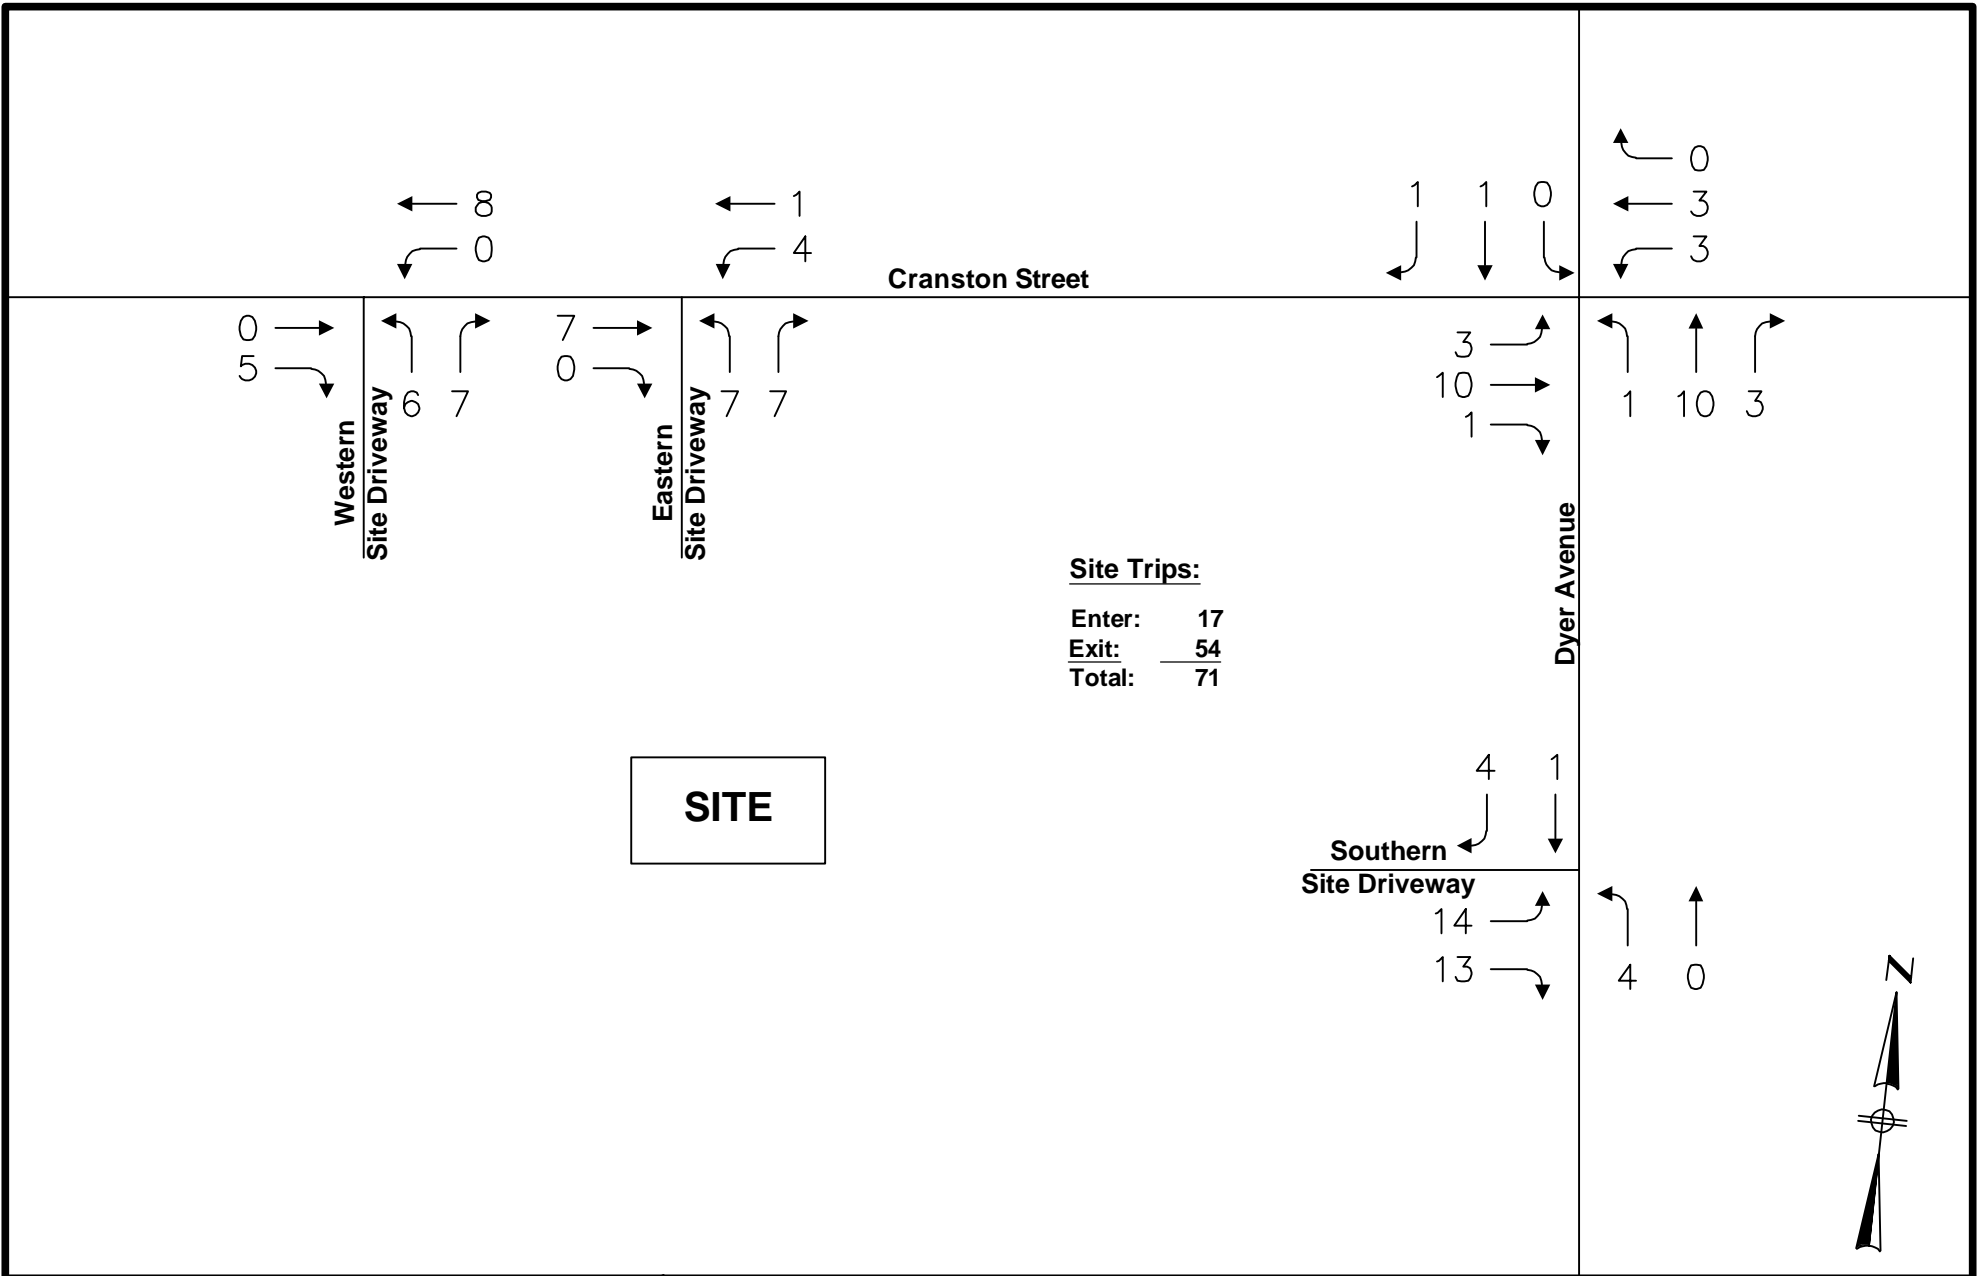 0
1 1 0
8
1
3
0
4
3
Cranston Street
0
7
3
5
0
10
6 7
7 7
1
1 10 3
Western
Site Driveway
Eastern
Site Driveway
Dyer Avenue
Site Trips:
Enter: 17
Exit: 54
Total: 71
4 1
SITE
Southern
Site Driveway
14
13
4 0
N